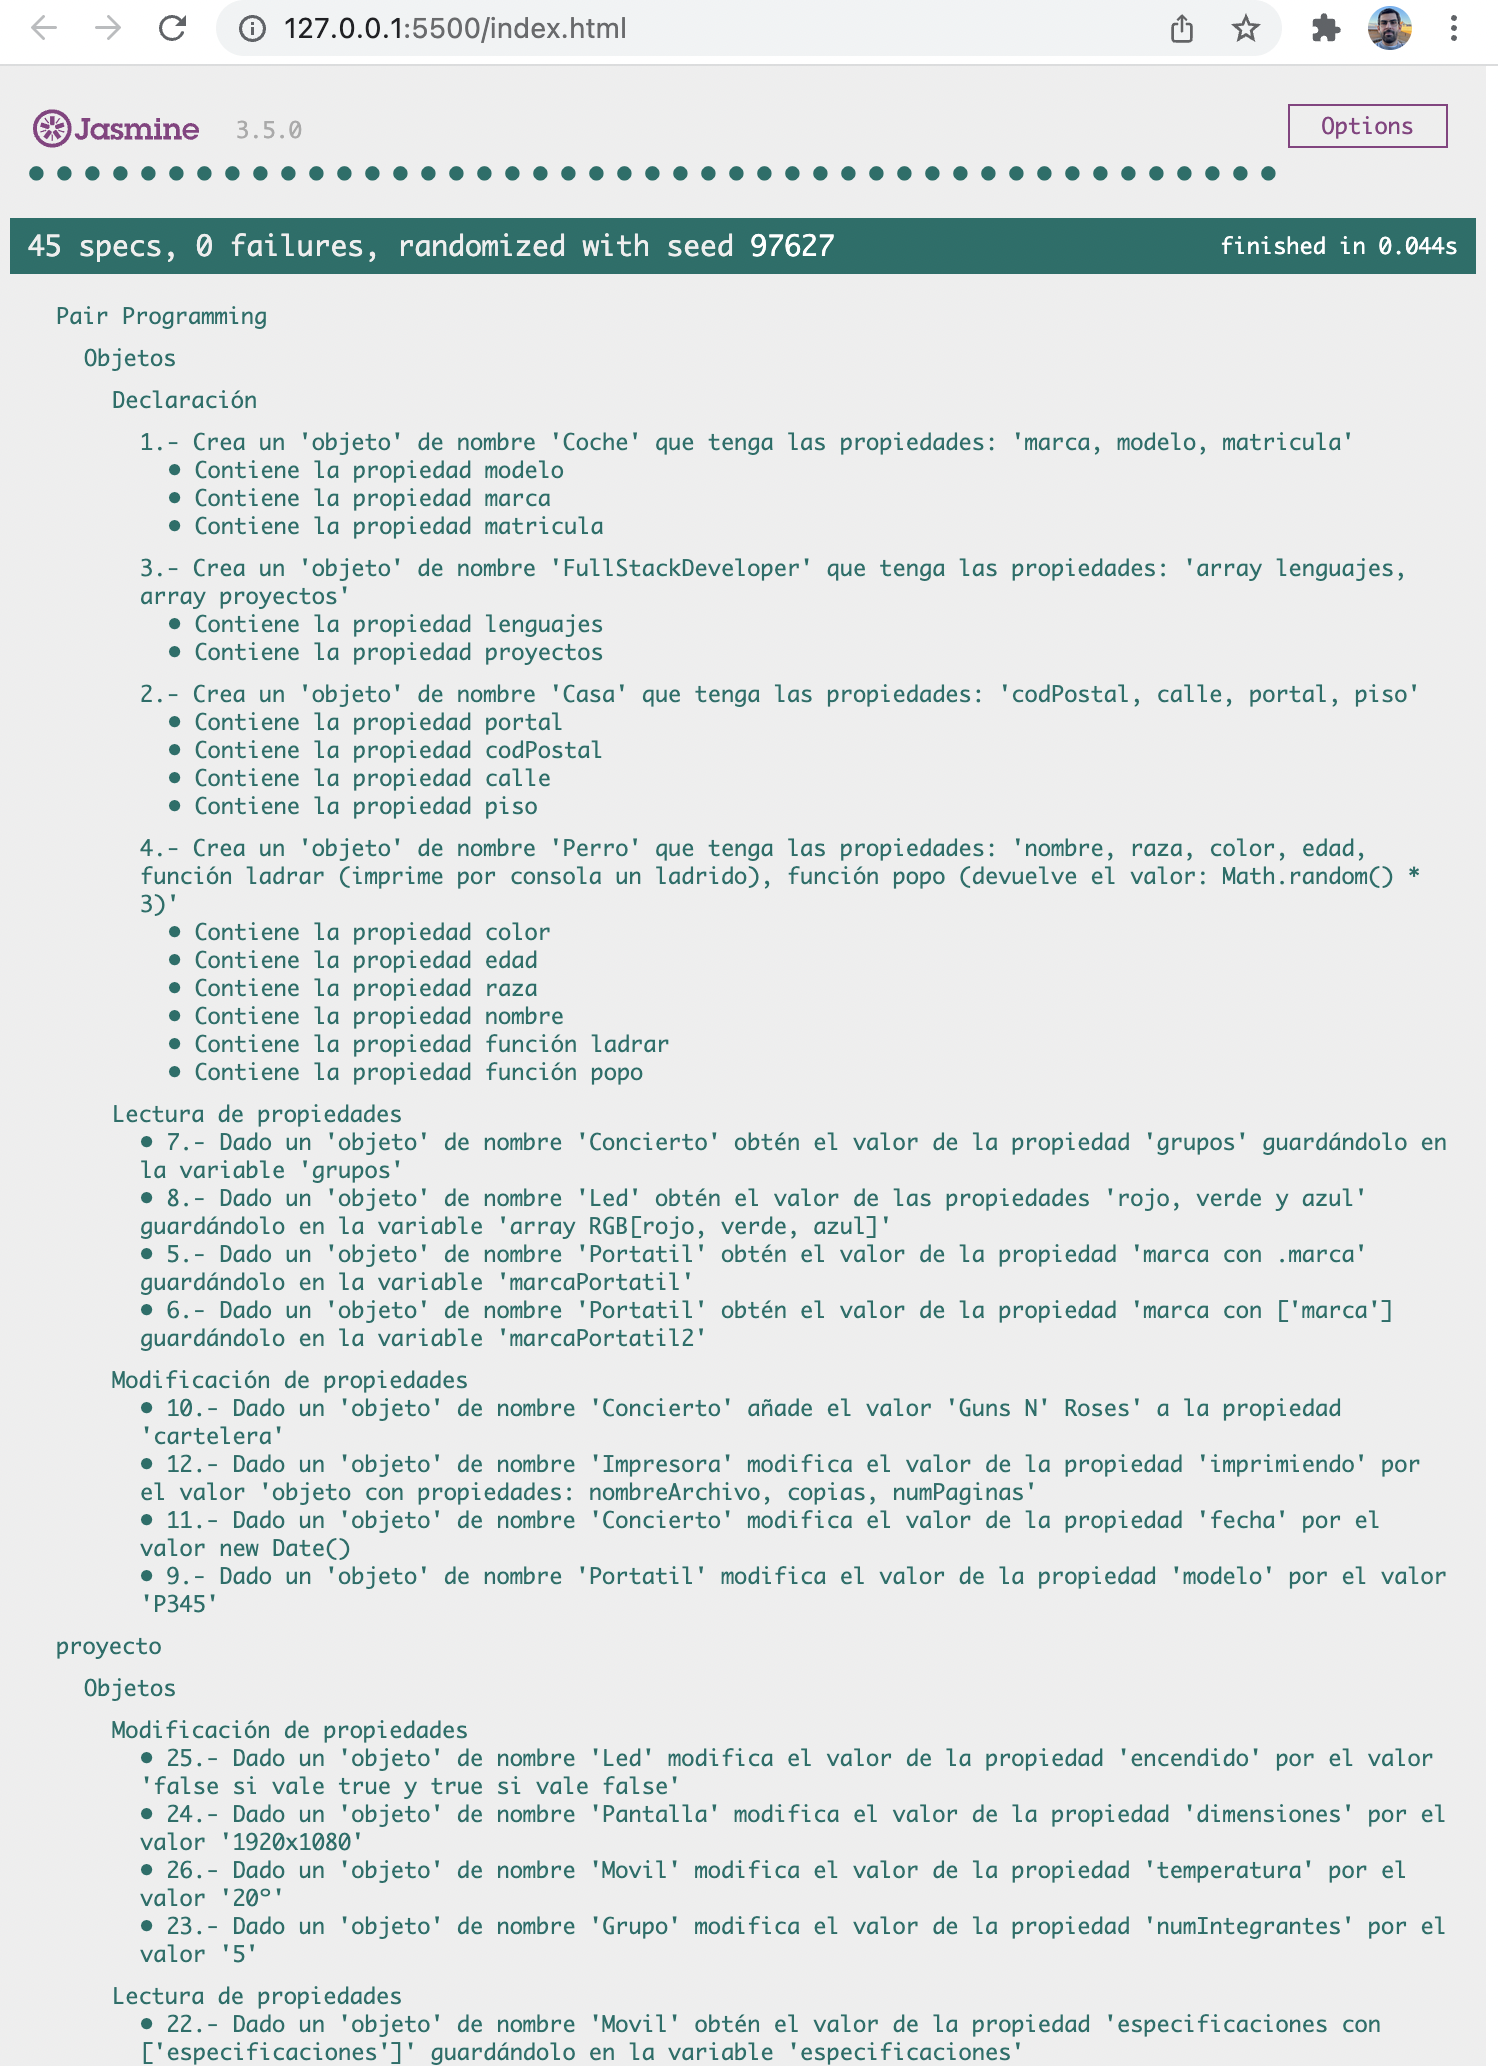 127.0.0.1:5500/index.html
Jasmine 3.5.0 Options
45 specs, 0 failures, randomized with seed 97627 finished in 0.044s
Pair Programming
Objetos
Declaración
1.- Crea un 'objeto' de nombre 'Coche' que tenga las propiedades: 'marca, modelo, matricula'
• Contiene la propiedad modelo
• Contiene la propiedad marca
• Contiene la propiedad matricula
3.- Crea un 'objeto' de nombre 'FullStackDeveloper' que tenga las propiedades: 'array lenguajes,
array proyectos'
• Contiene la propiedad lenguajes
• Contiene la propiedad proyectos
2.- Crea un 'objeto' de nombre 'Casa' que tenga las propiedades: 'codPostal, calle, portal, piso'
• Contiene la propiedad portal
• Contiene la propiedad codPostal
• Contiene la propiedad calle
• Contiene la propiedad piso
4.- Crea un 'objeto' de nombre 'Perro' que tenga las propiedades: 'nombre, raza, color, edad,
función ladrar (imprime por consola un ladrido), función popo (devuelve el valor: Math.random() *
3)'
• Contiene la propiedad color
• Contiene la propiedad edad
• Contiene la propiedad raza
• Contiene la propiedad nombre
• Contiene la propiedad función ladrar
• Contiene la propiedad función popo
Lectura de propiedades
• 7.- Dado un 'objeto' de nombre 'Concierto' obtén el valor de la propiedad 'grupos' guardándolo en
la variable 'grupos'
• 8.- Dado un 'objeto' de nombre 'Led' obtén el valor de las propiedades 'rojo, verde y azul'
guardándolo en la variable 'array RGB[rojo, verde, azul]'
• 5.- Dado un 'objeto' de nombre 'Portatil' obtén el valor de la propiedad 'marca con .marca'
guardándolo en la variable 'marcaPortatil'
• 6.- Dado un 'objeto' de nombre 'Portatil' obtén el valor de la propiedad 'marca con ['marca']
guardándolo en la variable 'marcaPortatil2'
Modificación de propiedades
• 10.- Dado un 'objeto' de nombre 'Concierto' añade el valor 'Guns N' Roses' a la propiedad
'cartelera'
• 12.- Dado un 'objeto' de nombre 'Impresora' modifica el valor de la propiedad 'imprimiendo' por
el valor 'objeto con propiedades: nombreArchivo, copias, numPaginas'
• 11.- Dado un 'objeto' de nombre 'Concierto' modifica el valor de la propiedad 'fecha' por el
valor new Date()
• 9.- Dado un 'objeto' de nombre 'Portatil' modifica el valor de la propiedad 'modelo' por el valor
'P345'
proyecto
Objetos
Modificación de propiedades
• 25.- Dado un 'objeto' de nombre 'Led' modifica el valor de la propiedad 'encendido' por el valor
'false si vale true y true si vale false'
• 24.- Dado un 'objeto' de nombre 'Pantalla' modifica el valor de la propiedad 'dimensiones' por el
valor '1920x1080'
• 26.- Dado un 'objeto' de nombre 'Movil' modifica el valor de la propiedad 'temperatura' por el
valor '20º'
• 23.- Dado un 'objeto' de nombre 'Grupo' modifica el valor de la propiedad 'numIntegrantes' por el
valor '5'
Lectura de propiedades
• 22.- Dado un 'objeto' de nombre 'Movil' obtén el valor de la propiedad 'especificaciones con
['especificaciones']' guardándolo en la variable 'especificaciones'